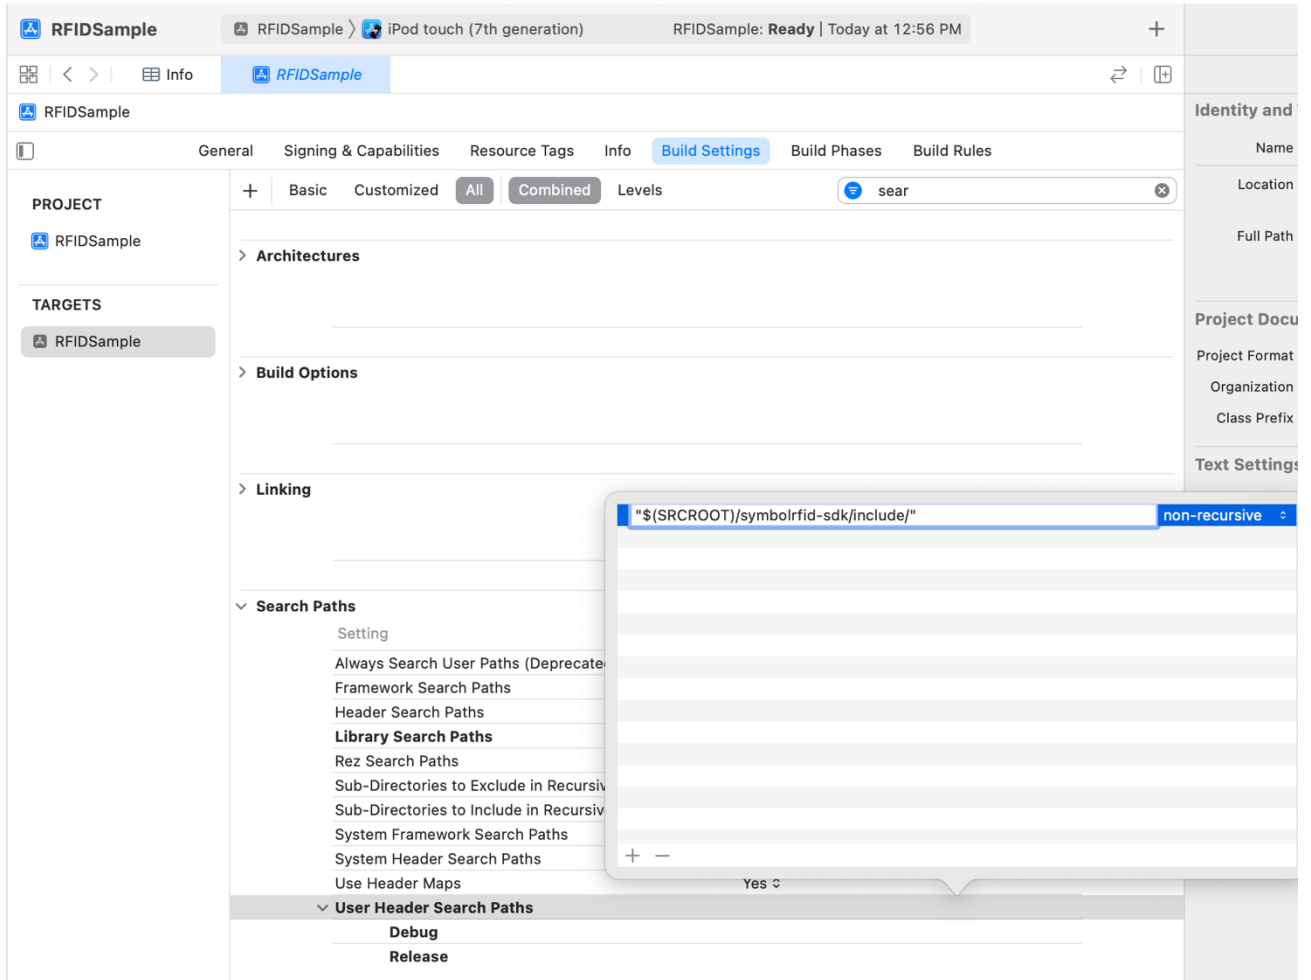 RFIDSample
RFIDSample 〉 iPod touch (7th generation) RFIDSample: Ready | Today at 12:56 PM
Info
RFIDSample
RFIDSample
General Signing & Capabilities Resource Tags Info Build Settings Build Phases Build Rules
Basic Customized All Combined Levels
sear
PROJECT
RFIDSample
TARGETS
RFIDSample
Architectures
Build Options
Linking
"$(SRCROOT)/symbolrfid-sdk/include/" non-recursive
Search Paths
Setting
Always Search User Paths (Deprecate
Framework Search Paths
Header Search Paths
Library Search Paths
Rez Search Paths
Sub-Directories to Exclude in Recursiv
Sub-Directories to Include in Recursiv
System Framework Search Paths
System Header Search Paths
Use Header Maps Yes
User Header Search Paths
Debug
Release
Identity and
Name
Location
Full Path
Project Docu
Project Format
Organization
Class Prefix
Text Settings